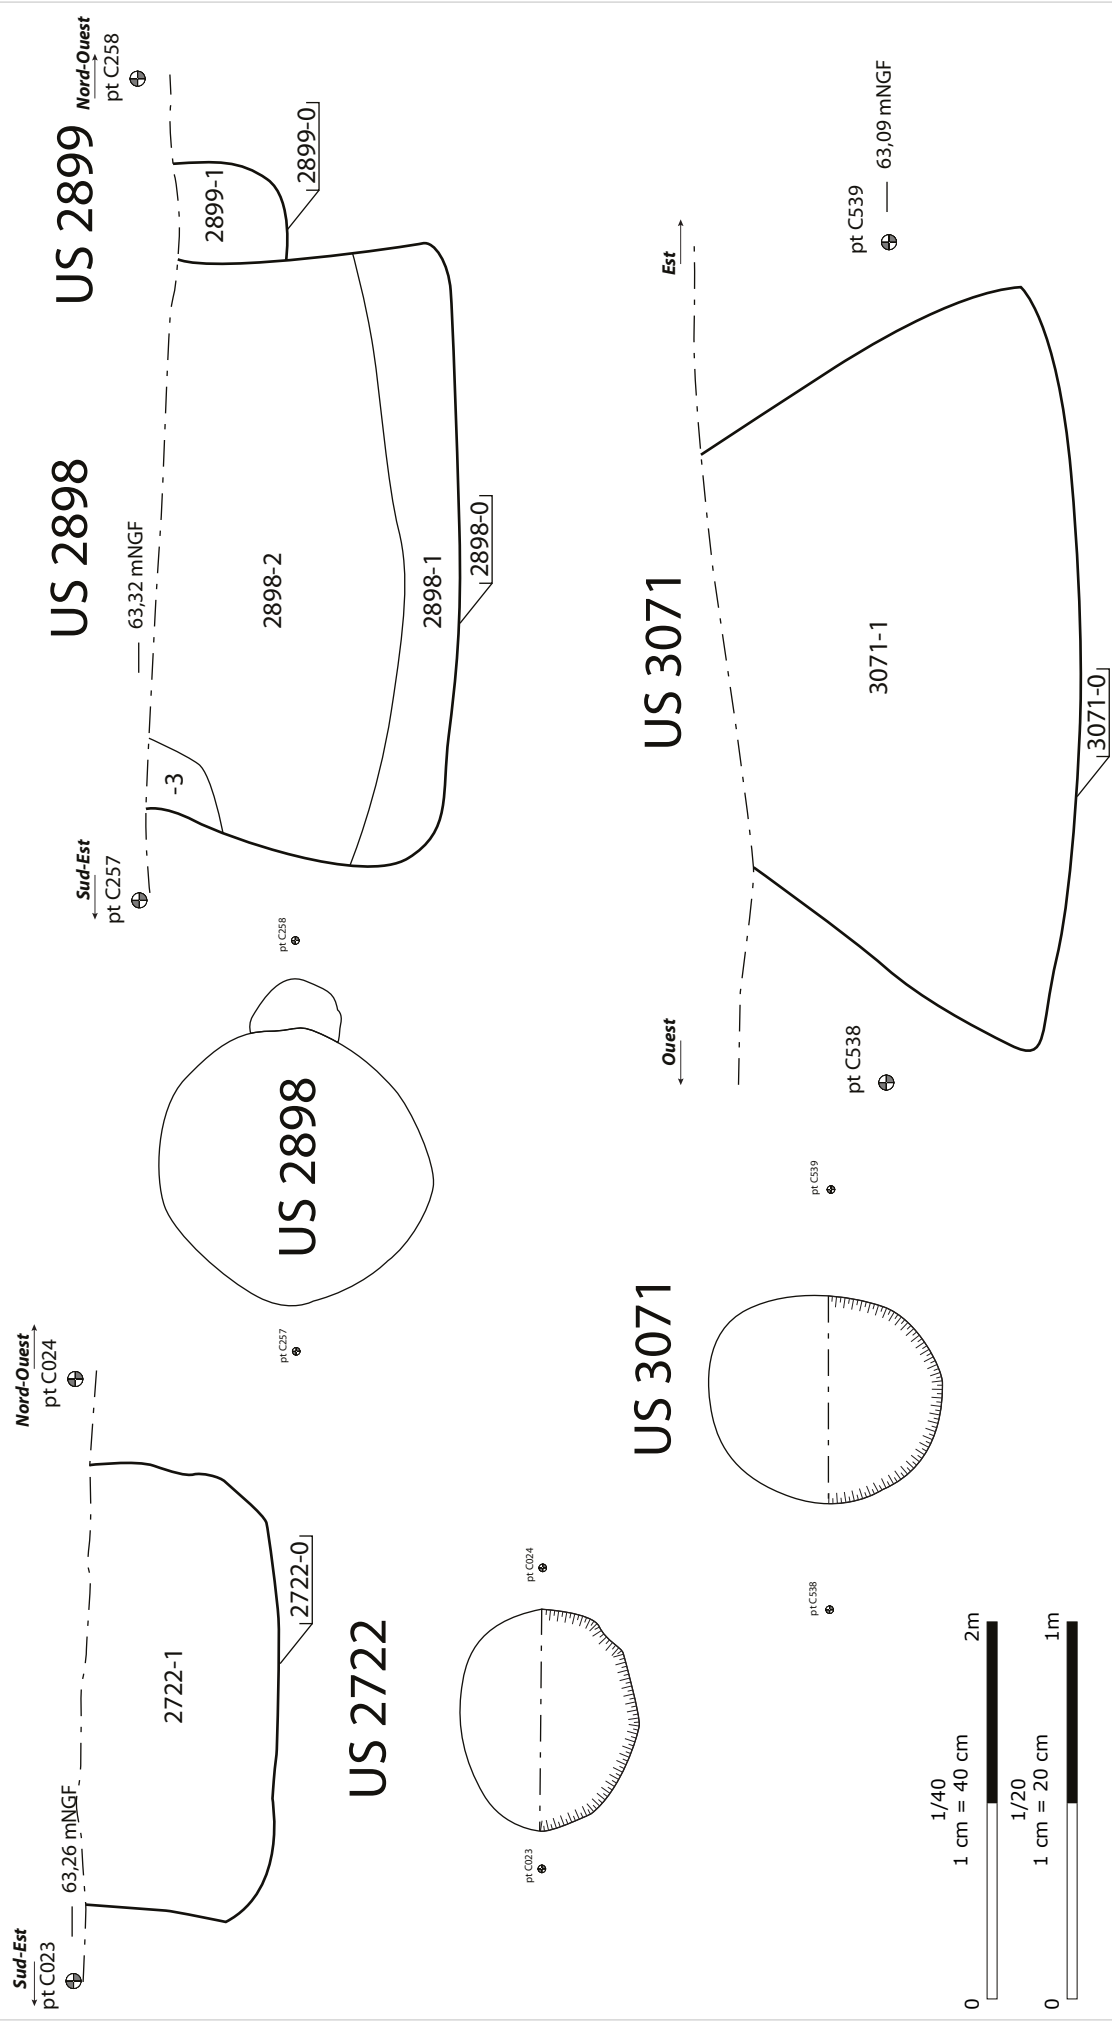 Sud-Est
pt C023
63,26 mNGF
2722-1
2722-0
Nord-Ouest
pt C024
US 2722
pt C023
pt C024
US 2898
pt C257
pt C258
Sud-Est
pt C257
US 2898
63,32 mNGF
-3
2898-2
2898-1
2898-0
US 2899
Nord-Ouest
pt C258
2899-1
2899-0
US 3071
pt C538
pt C539
Ouest
pt C538
US 3071
3071-1
3071-0
Est
pt C539
63,09 mNGF
1/40
1 cm = 40 cm
0
2m
1/20
1 cm = 20 cm
0
1m